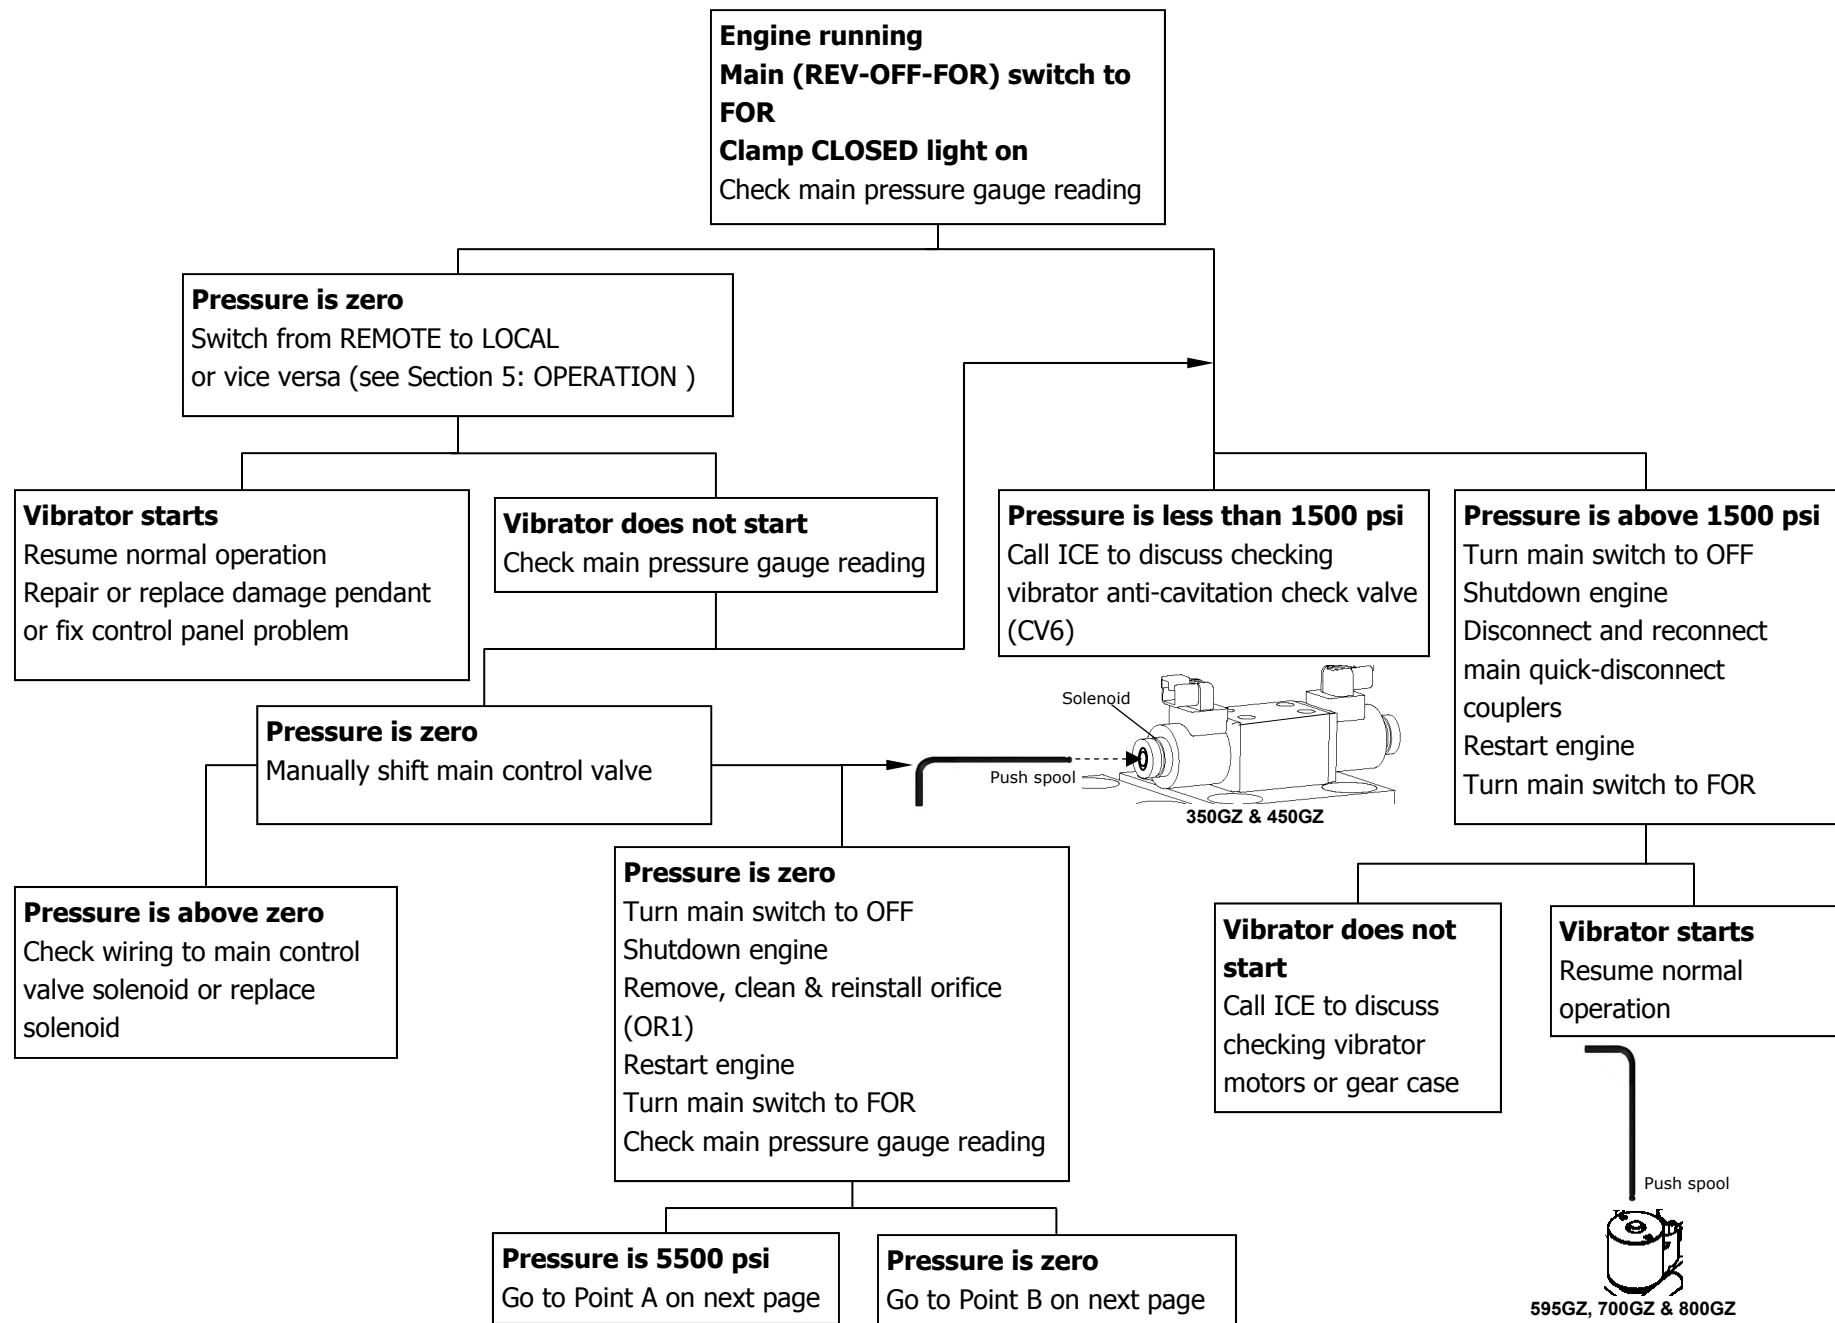 Engine running
Main (REV-OFF-FOR) switch to
FOR
Clamp CLOSED light on
Check main pressure gauge reading
Pressure is zero
Switch from REMOTE to LOCAL
or vice versa (see Section 5: OPERATION )
Vibrator starts
Resume normal operation
Repair or replace damage pendant
or fix control panel problem
Vibrator does not start
Check main pressure gauge reading
Pressure is less than 1500 psi
Call ICE to discuss checking
vibrator anti-cavitation check valve
(CV6)
Pressure is above 1500 psi
Turn main switch to OFF
Shutdown engine
Disconnect and reconnect
main quick-disconnect
couplers
Restart engine
Turn main switch to FOR
Solenoid
Push spool
350GZ & 450GZ
Pressure is zero
Manually shift main control valve
Pressure is above zero
Check wiring to main control
valve solenoid or replace
solenoid
Pressure is zero
Turn main switch to OFF
Shutdown engine
Remove, clean & reinstall orifice
(OR1)
Restart engine
Turn main switch to FOR
Check main pressure gauge reading
Vibrator does not
start
Call ICE to discuss
checking vibrator
motors or gear case
Vibrator starts
Resume normal
operation
Push spool
595GZ, 700GZ & 800GZ
Pressure is 5500 psi
Go to Point A on next page
Pressure is zero
Go to Point B on next page